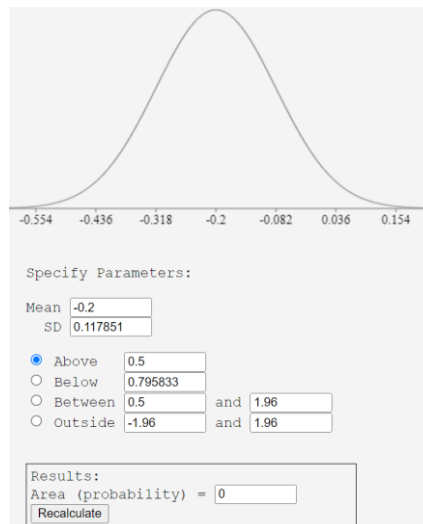 -0.554 -0.436 -0.318 -0.2 -0.082 0.036 0.154
Specify Parameters:
Mean -0.2
SD 0.117851
Above 0.5
Below 0.795833
Between 0.5 and 1.96
Outside -1.96 and 1.96
Results:
Area (probability) = 0
Recalculate